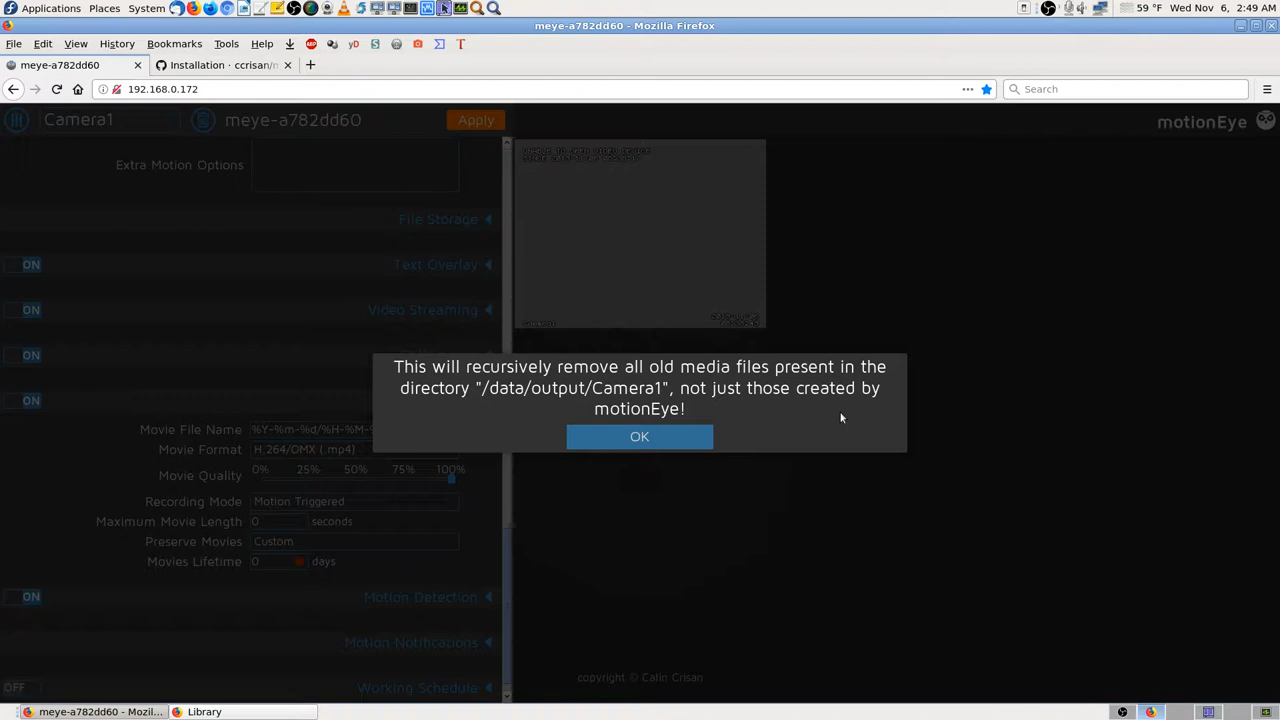 Applications Places System 59 °F Wed Nov 6, 2:49 AM
meye-a782dd60 - Mozilla Firefox
File Edit View History Bookmarks Tools Help
meye-a782dd60 × Installation · ccrisan/m × +
192.168.0.172 Search
Camera1 meye-a782dd60 Apply motionEye
Extra Motion Options
File Storage
ON Text Overlay
ON Video Streaming
ON
ON
This will recursively remove all old media files present in the
directory "/data/output/Camera1", not just those created by
motionEye!
OK
Movie File Name %Y-%m-%d/%H-%M-
Movie Format H.264/OMX (.mp4)
Movie Quality 0% 25% 50% 75% 100%
Recording Mode Motion Triggered
Maximum Movie Length 0 seconds
Preserve Movies Custom
Movies Lifetime 0 days
ON Motion Detection
Motion Notifications
OFF Working Schedule
copyright © Calin Crisan
meye-a782dd60 - Mozil... Library